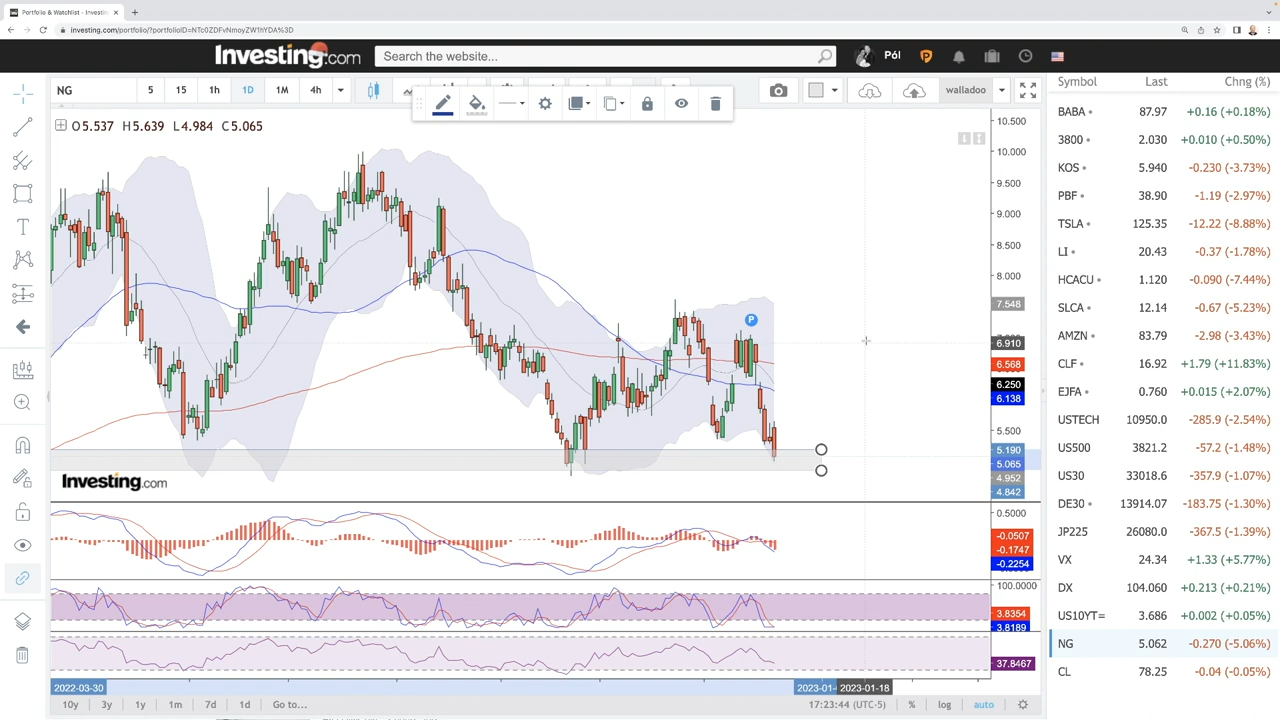 Portfolio & Watchlist - Investin
investing.com/portfolio/?portfolioID=NTc0ZDFvNmoyZW1hYDA%3D
Investing.com
Search the website...
Pól
NG
5
15
1h
1D
1M
4h
walladoo
O5.537 H5.639 L4.984 C5.065
10.500
10.000
9.500
9.000
8.500
8.000
7.548
6.910
6.568
6.250
6.138
5.500
5.190
5.065
4.952
4.842
P
Investing.com
0.5000
-0.0507
-0.1747
-0.2254
100.0000
3.8354
3.8189
37.8467
2022-03-30
2023-01-
2023-01-18
10y
3y
1y
1m
7d
1d
Go to...
17:23:44 (UTC-5)
%
log
auto
Symbol Last Chng (%)
BABA 87.97 +0.16 (+0.18%)
3800 2.030 +0.010 (+0.50%)
KOS 5.940 -0.230 (-3.73%)
PBF 38.90 -1.19 (-2.97%)
TSLA 125.35 -12.22 (-8.88%)
LI 20.43 -0.37 (-1.78%)
HCACU 1.120 -0.090 (-7.44%)
SLCA 12.14 -0.67 (-5.23%)
AMZN 83.79 -2.98 (-3.43%)
CLF 16.92 +1.79 (+11.83%)
EJFA 0.760 +0.015 (+2.07%)
USTECH 10950.0 -285.9 (-2.54%)
US500 3821.2 -57.2 (-1.48%)
US30 33018.6 -357.9 (-1.07%)
DE30 13914.07 -183.75 (-1.30%)
JP225 26080.0 -367.5 (-1.39%)
VX 24.34 +1.33 (+5.77%)
DX 104.060 +0.213 (+0.21%)
US10YT= 3.686 +0.002 (+0.05%)
NG 5.062 -0.270 (-5.06%)
CL 78.25 -0.04 (-0.05%)